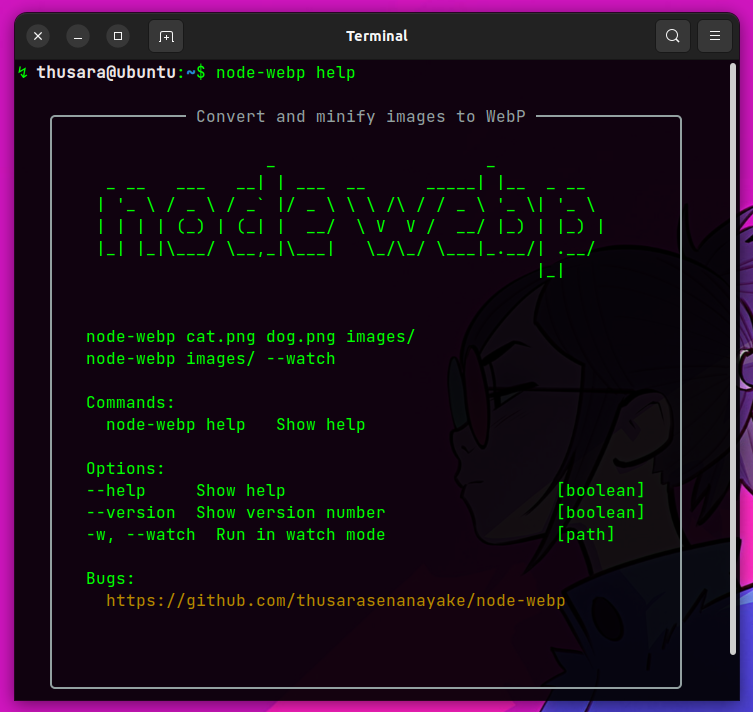 Terminal
thusara@ubuntu:~$ node-webp help
Convert and minify images to WebP
node webp
node-webp cat.png dog.png images/
node-webp images/ --watch
Commands:
node-webp help Show help
Options:
--help Show help [boolean]
--version Show version number [boolean]
-w, --watch Run in watch mode [path]
Bugs:
https://github.com/thusarasenanayake/node-webp